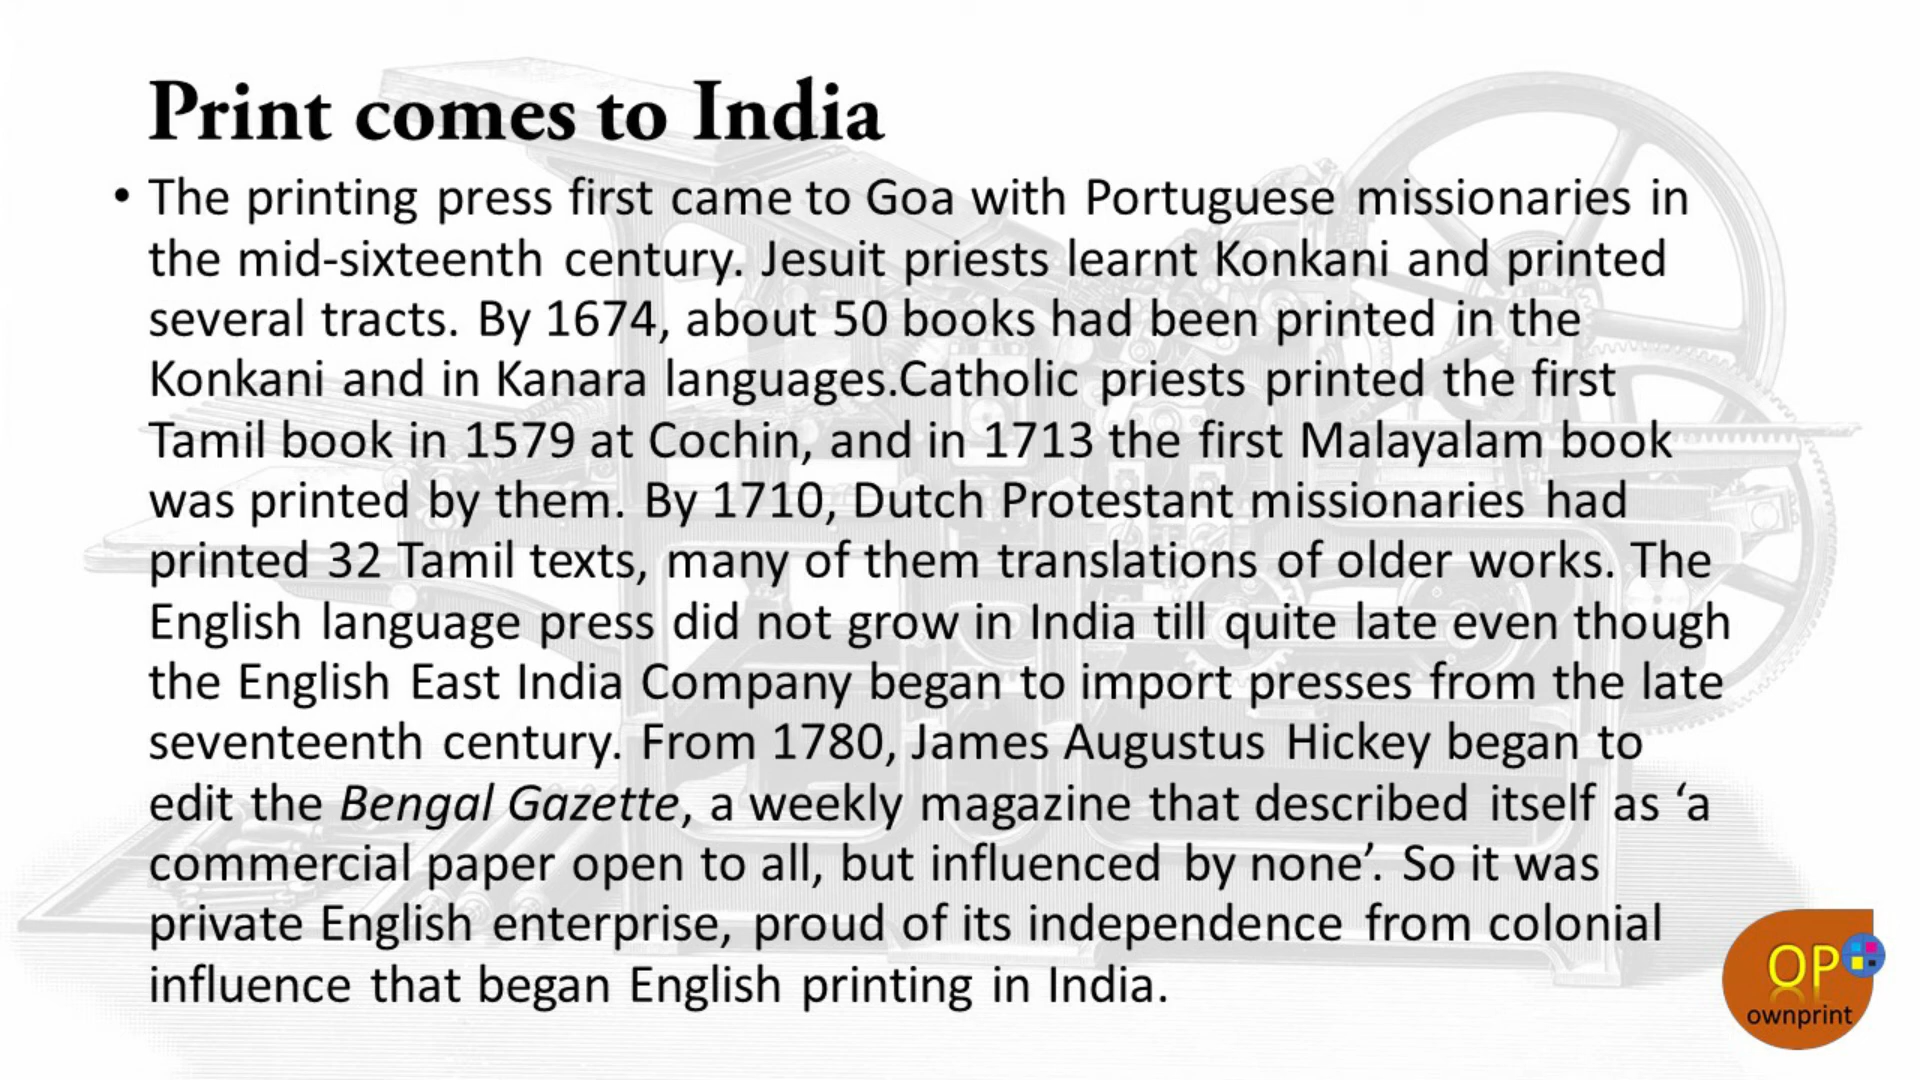 Print comes to India
• The printing press first came to Goa with Portuguese missionaries in
the mid-sixteenth century. Jesuit priests learnt Konkani and printed
several tracts. By 1674, about 50 books had been printed in the
Konkani and in Kanara languages.Catholic priests printed the first
Tamil book in 1579 at Cochin, and in 1713 the first Malayalam book
was printed by them. By 1710, Dutch Protestant missionaries had
printed 32 Tamil texts, many of them translations of older works. The
English language press did not grow in India till quite late even though
the English East India Company began to import presses from the late
seventeenth century. From 1780, James Augustus Hickey began to
edit the Bengal Gazette, a weekly magazine that described itself as ‘a
commercial paper open to all, but influenced by none’. So it was
private English enterprise, proud of its independence from colonial
influence that began English printing in India.
OP
ownprint